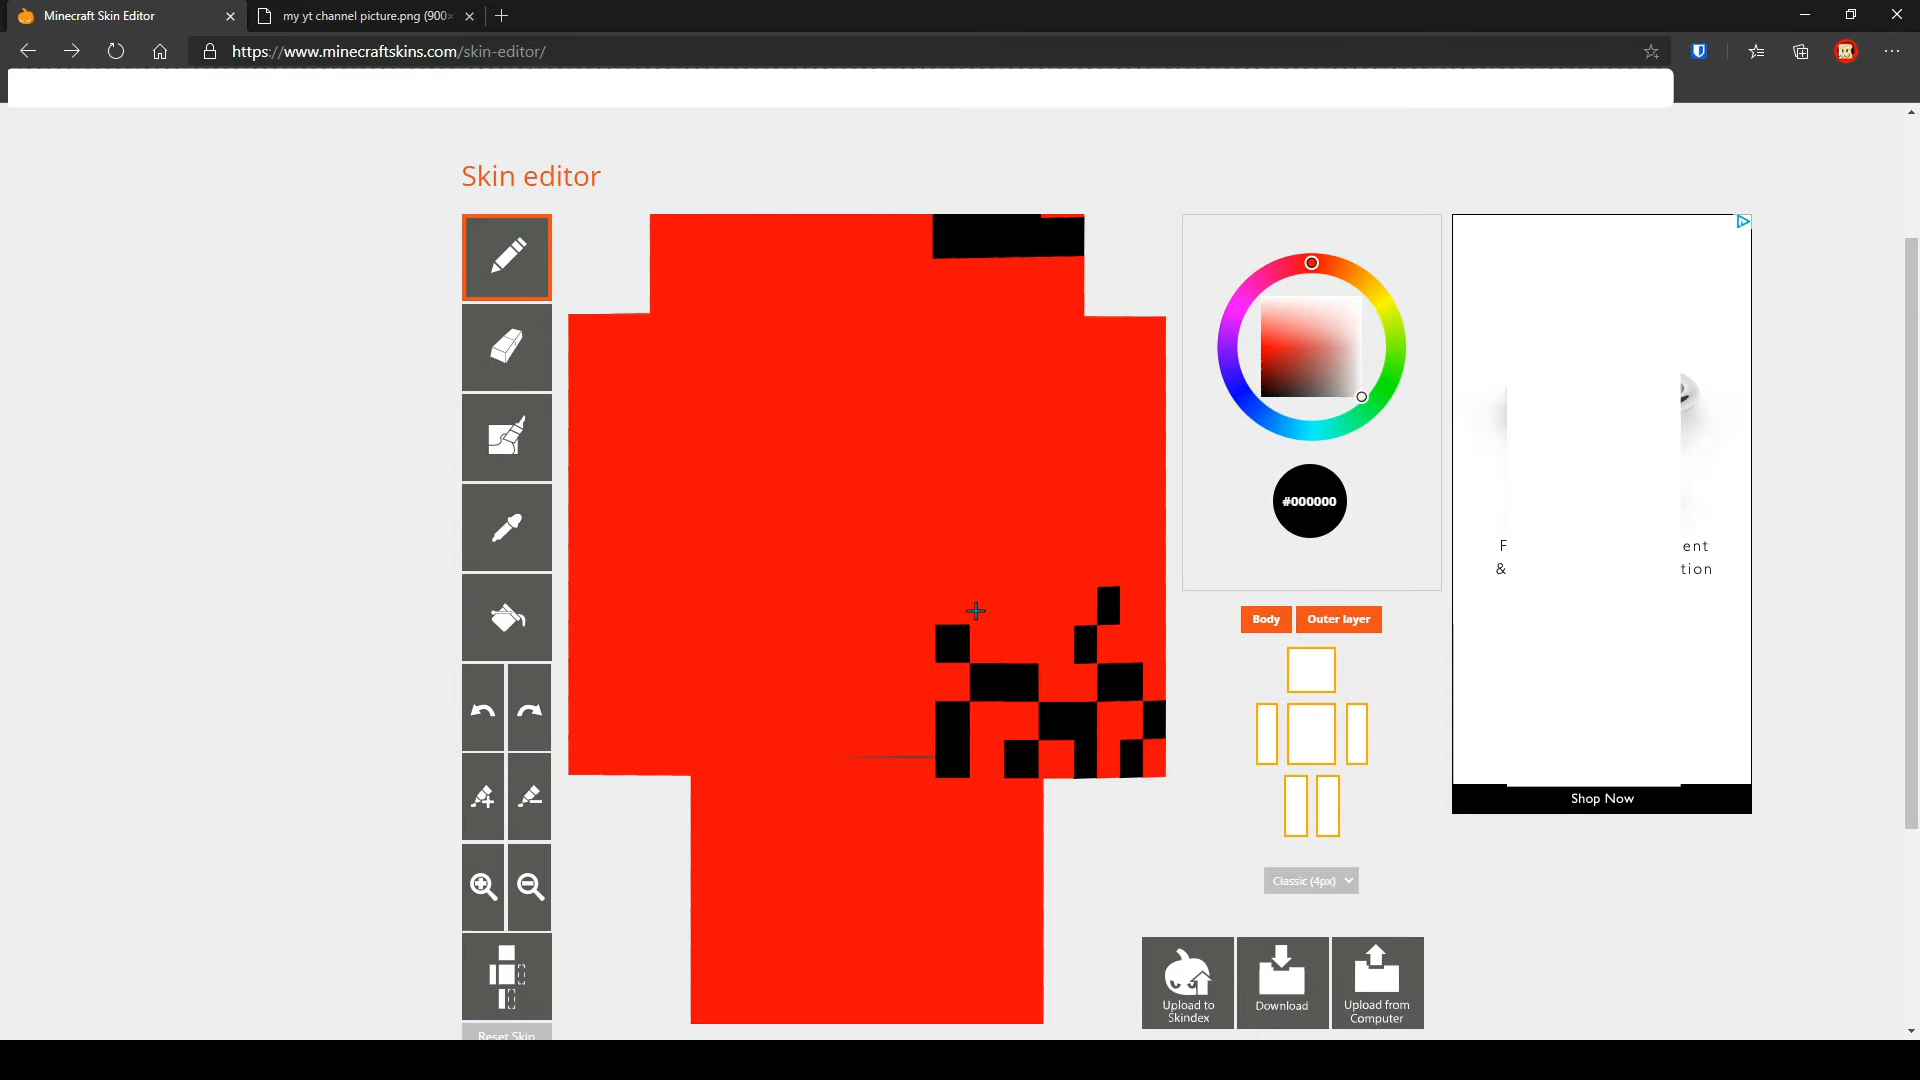 Minecraft Skin Editor
my yt channel picture.png (900×
https://www.minecraftskins.com/skin-editor/
Skin editor
#000000
Body
Outer layer
F ent
& tion
Shop Now
Classic (4px)
Upload to
Skindex
Download
Upload from
Computer
Reset Skin